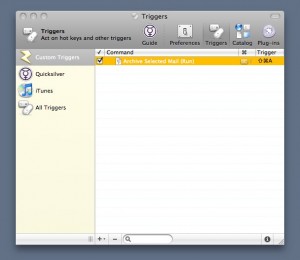 Triggers
Triggers
Act on hot keys and other triggers
Guide
Preferences
Triggers
Catalog
Plug-ins
Custom Triggers
Quicksilver
iTunes
All Triggers
✓ Command ⌘ Trigger
Archive Selected Mail (Run) ⇧⌘A